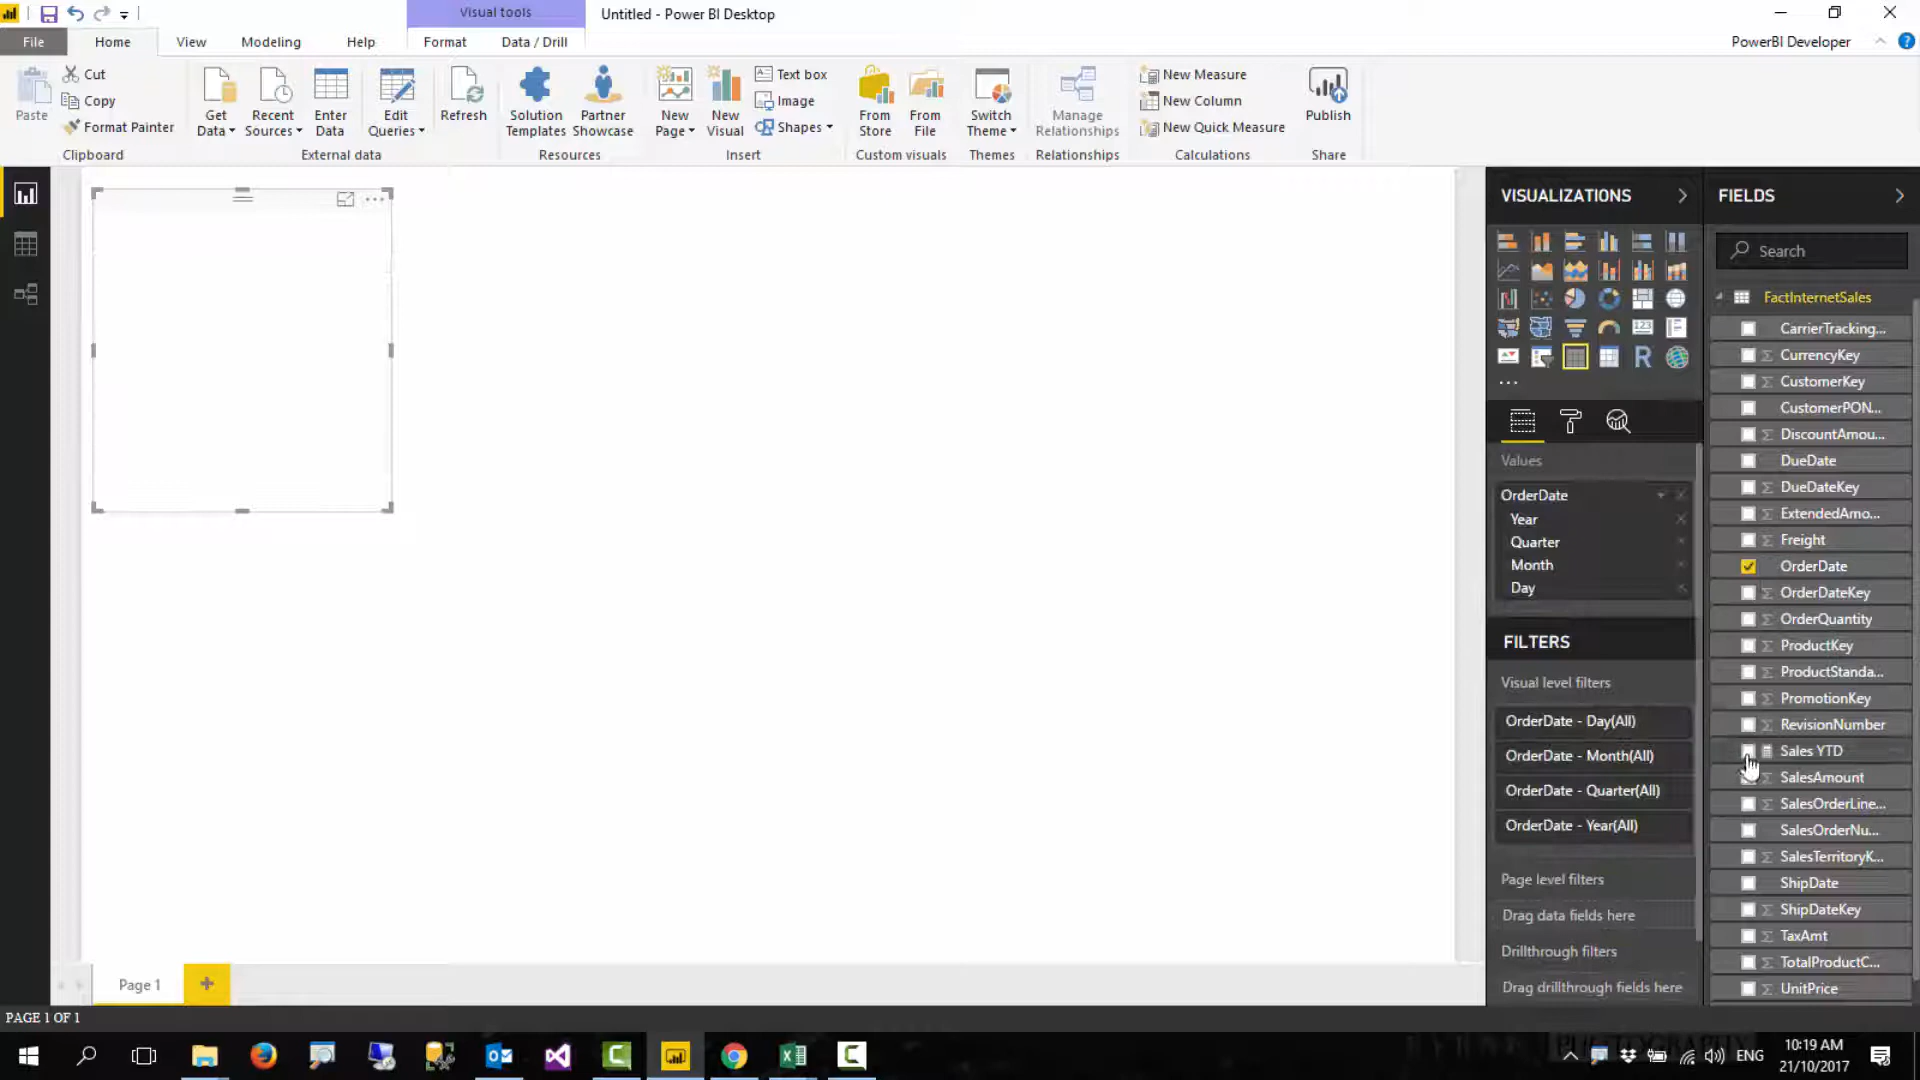 Visual tools
Untitled - Power BI Desktop
File
Home
View
Modeling
Help
Format
Data / Drill
PowerBI Developer
Paste
Cut
Copy
Format Painter
Get Data
Recent Sources
Enter Data
Edit Queries
Refresh
Solution Templates
Partner Showcase
New Page
New Visual
Text box
Image
Shapes
From Store
From File
Switch Theme
Manage Relationships
New Measure
New Column
New Quick Measure
Publish
Clipboard
External data
Resources
Insert
Custom visuals
Themes
Relationships
Calculations
Share
VISUALIZATIONS
R
123
Values
OrderDate
Year
Quarter
Month
Day
FILTERS
Visual level filters
OrderDate - Day(All)
OrderDate - Month(All)
OrderDate - Quarter(All)
OrderDate - Year(All)
Page level filters
Drag data fields here
Drillthrough filters
Drag drillthrough fields here
FIELDS
Search
FactInternetSales
CarrierTracking...
CurrencyKey
CustomerKey
CustomerPON...
DiscountAmou...
DueDate
DueDateKey
ExtendedAmo...
Freight
OrderDate
OrderDateKey
OrderQuantity
ProductKey
ProductStanda...
PromotionKey
RevisionNumber
Sales YTD
SalesAmount
SalesOrderLine...
SalesOrderNu...
SalesTerritoryK...
ShipDate
ShipDateKey
TaxAmt
TotalProductC...
UnitPrice
Page 1
PAGE 1 OF 1
ENG
10:19 AM
21/10/2017